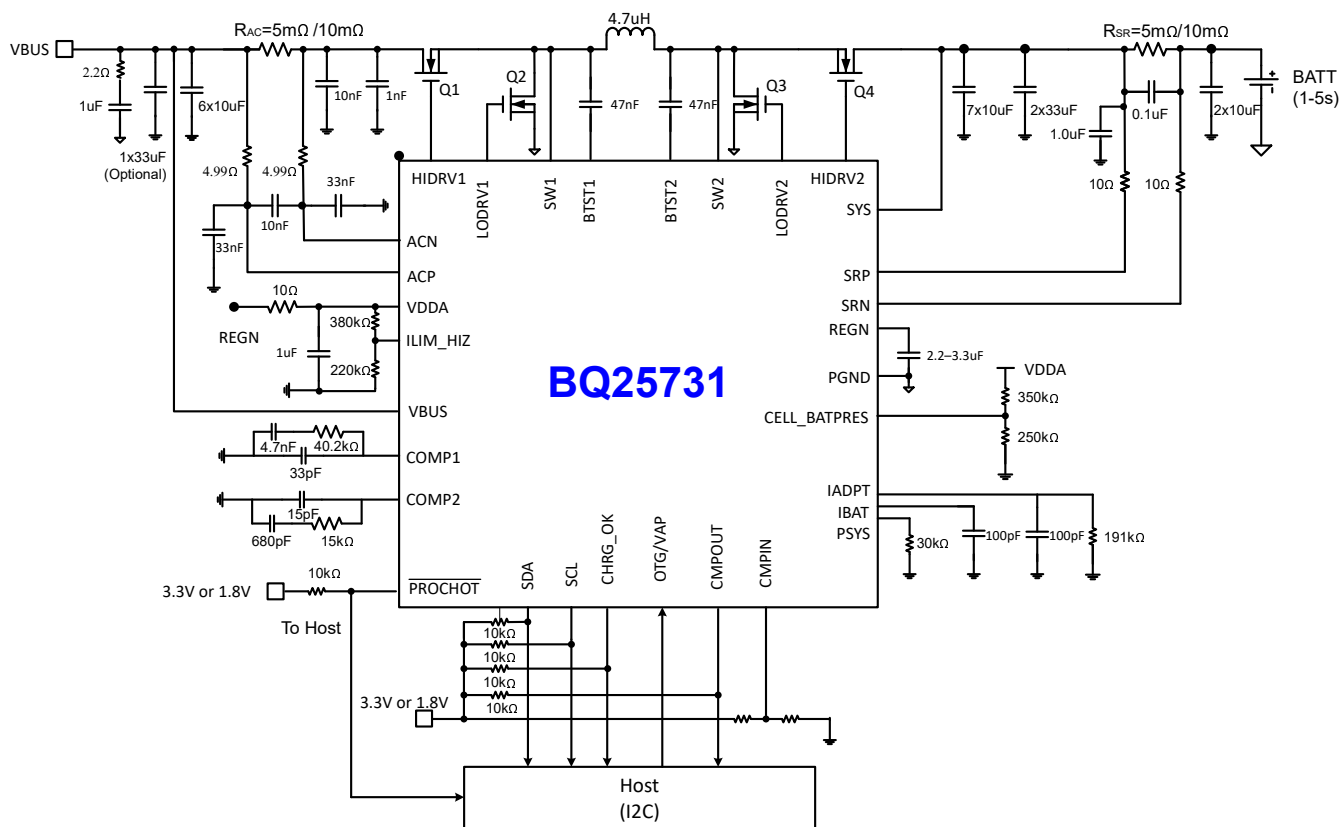 4.7uH
RAC=5mΩ /10mΩ
RSR=5mΩ/10mΩ
VBUS
2.2Ω
1uF
6x10uF
10nF
1nF
Q1
Q2
47nF
47nF
Q3
Q4
7x10uF
2x33uF
0.1uF
1.0uF
2x10uF
BATT
(1-5s)
1x33uF
(Optional)
4.99Ω
4.99Ω
33nF
10nF
33nF
10Ω
10Ω
HIDRV1
LODRV1
SW1
BTST1
BTST2
SW2
LODRV2
HIDRV2
SYS
ACN
ACP
SRP
SRN
10Ω
REGN
VDDA
380kΩ
ILIM_HIZ
1uF
220kΩ
REGN
2.2–3.3uF
PGND
BQ25731
VDDA
350kΩ
CELL_BATPRES
250kΩ
VBUS
4.7nF
40.2kΩ
COMP1
33pF
COMP2
15pF
680pF
15kΩ
IADPT
IBAT
PSYS
30kΩ
100pF
100pF
191kΩ
10kΩ
3.3V or 1.8V
PROCHOT
SDA
SCL
CHRG_OK
OTG/VAP
CMPOUT
CMPIN
To Host
10kΩ
10kΩ
10kΩ
10kΩ
3.3V or 1.8V
Host
(I2C)